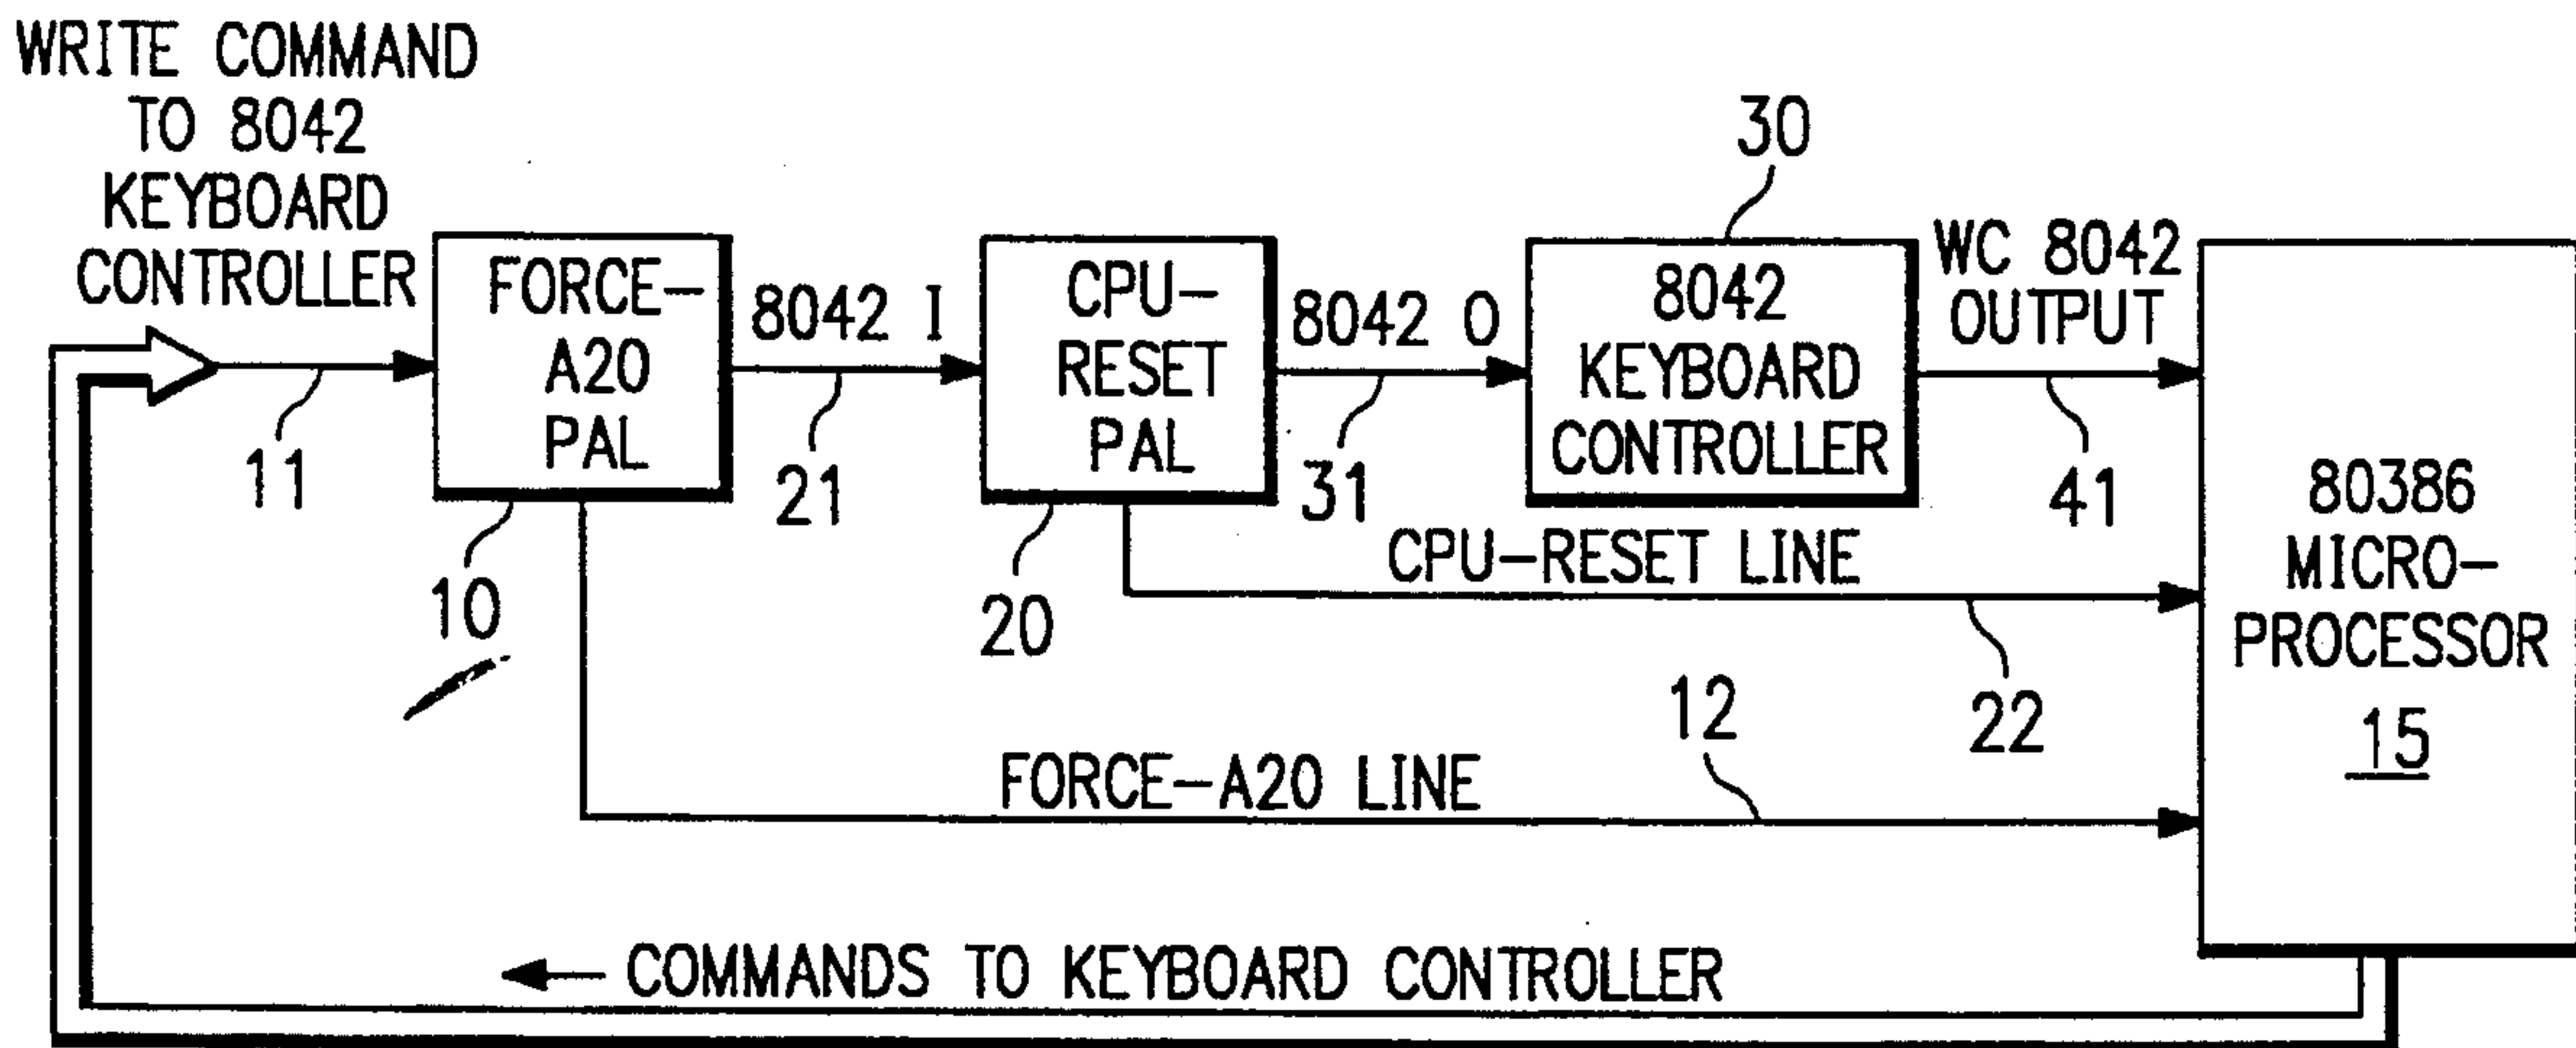 WRITE COMMAND
TO 8042
KEYBOARD
CONTROLLER
11
FORCE-
A20
PAL
10
8042 I
21
CPU-
RESET
PAL
20
8042 O
31
30
8042
KEYBOARD
CONTROLLER
WC 8042
OUTPUT
41
CPU-RESET LINE
22
FORCE-A20 LINE
12
80386
MICRO-
PROCESSOR
15
COMMANDS TO KEYBOARD CONTROLLER